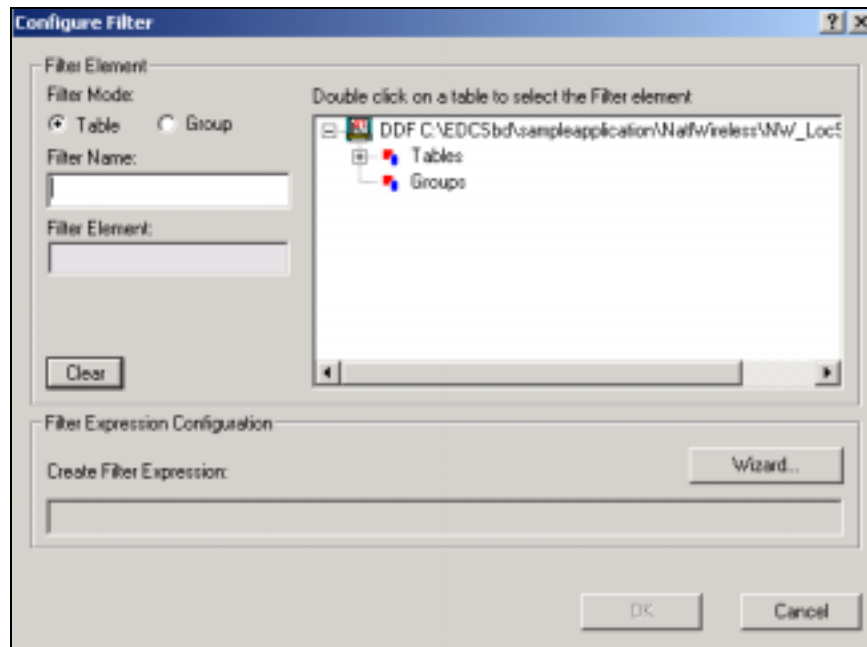 Configure Filter
Filter Element
Filter Mode:
Table
Group
Filter Name:
Filter Element:
Clear
Double click on a table to select the Filter element
DDF C:\EDCSbd\sampleapplication\NatlWireless\NW_Loc
Tables
Groups
Filter Expression Configuration
Create Filter Expression:
Wizard...
OK
Cancel